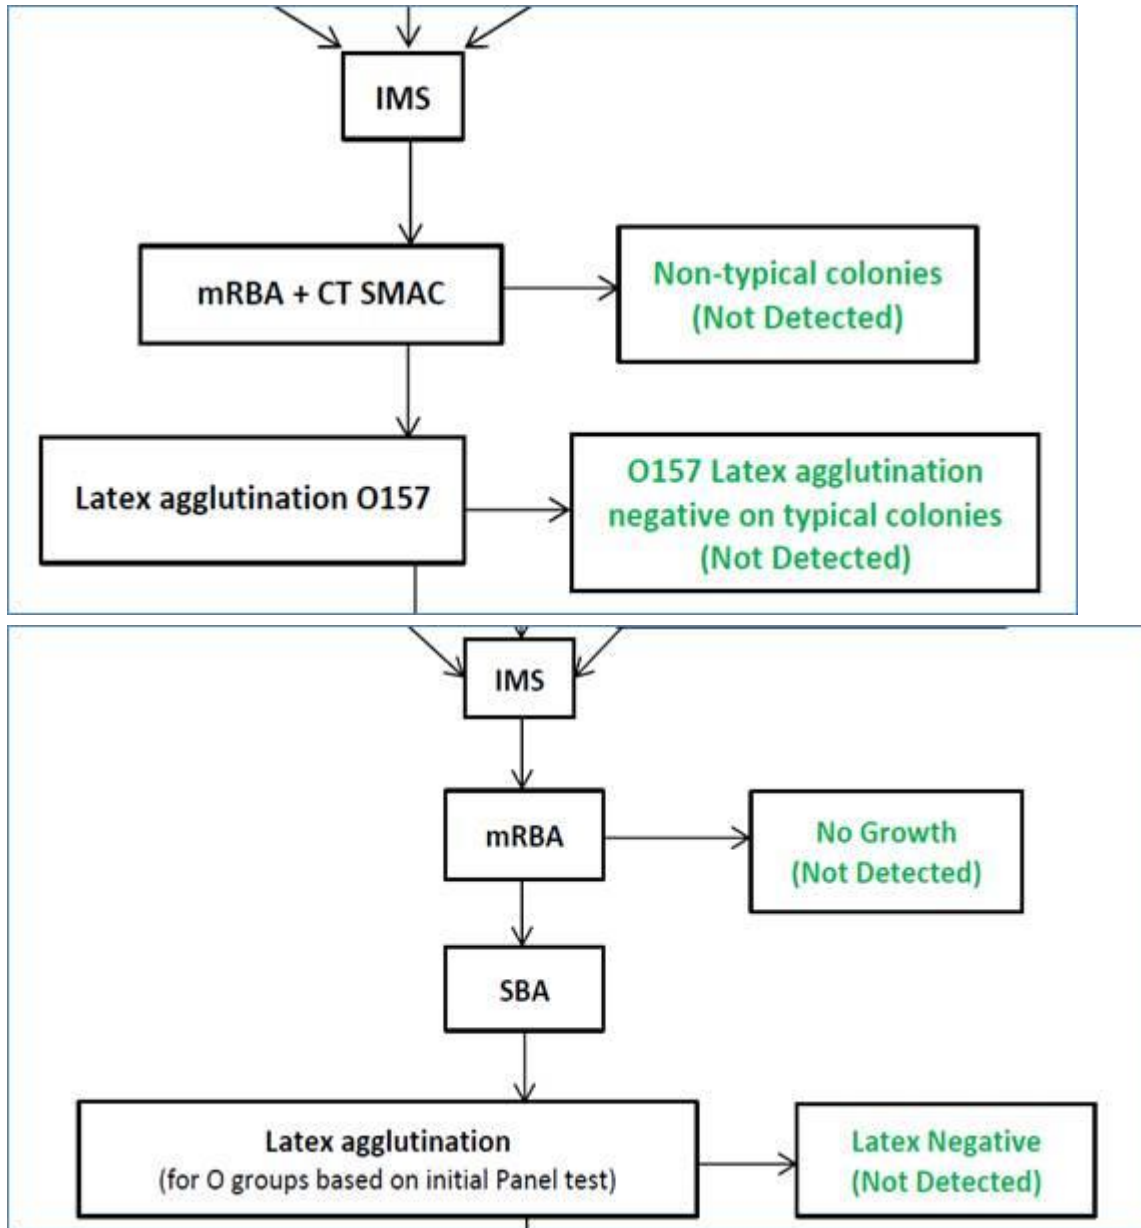 IMS
mRBA + CT SMAC
Non-typical colonies
(Not Detected)
Latex agglutination O157
O157 Latex agglutination
negative on typical colonies
(Not Detected)
IMS
mRBA
No Growth
(Not Detected)
SBA
Latex agglutination
(for O groups based on initial Panel test)
Latex Negative
(Not Detected)